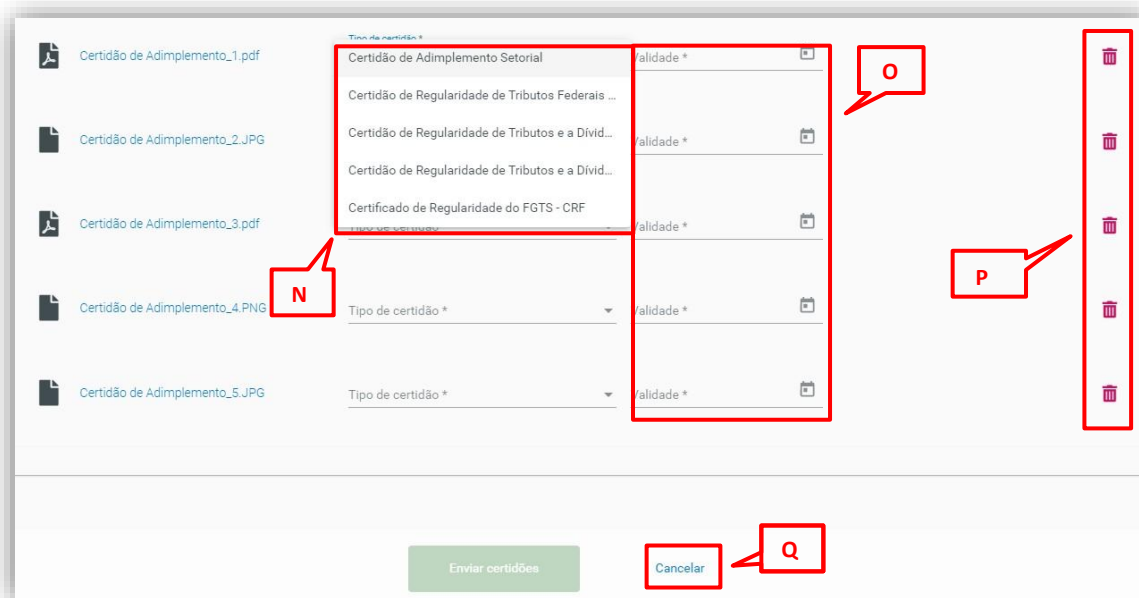 Tipo de certidão *
Certidão de Adimplemento_1.pdf
Certidão de Adimplemento Setorial
Validade *
O
Certidão de Regularidade de Tributos Federais ...
Certidão de Adimplemento_2.JPG
Certidão de Regularidade de Tributos e a Dívid...
Validade *
Certidão de Regularidade de Tributos e a Dívid...
Certificado de Regularidade do FGTS - CRF
Certidão de Adimplemento_3.pdf
Tipo de certidão *
Validade *
P
N
Certidão de Adimplemento_4.PNG
Tipo de certidão *
Validade *
Certidão de Adimplemento_5.JPG
Tipo de certidão *
Validade *
Q
Enviar certidões
Cancelar